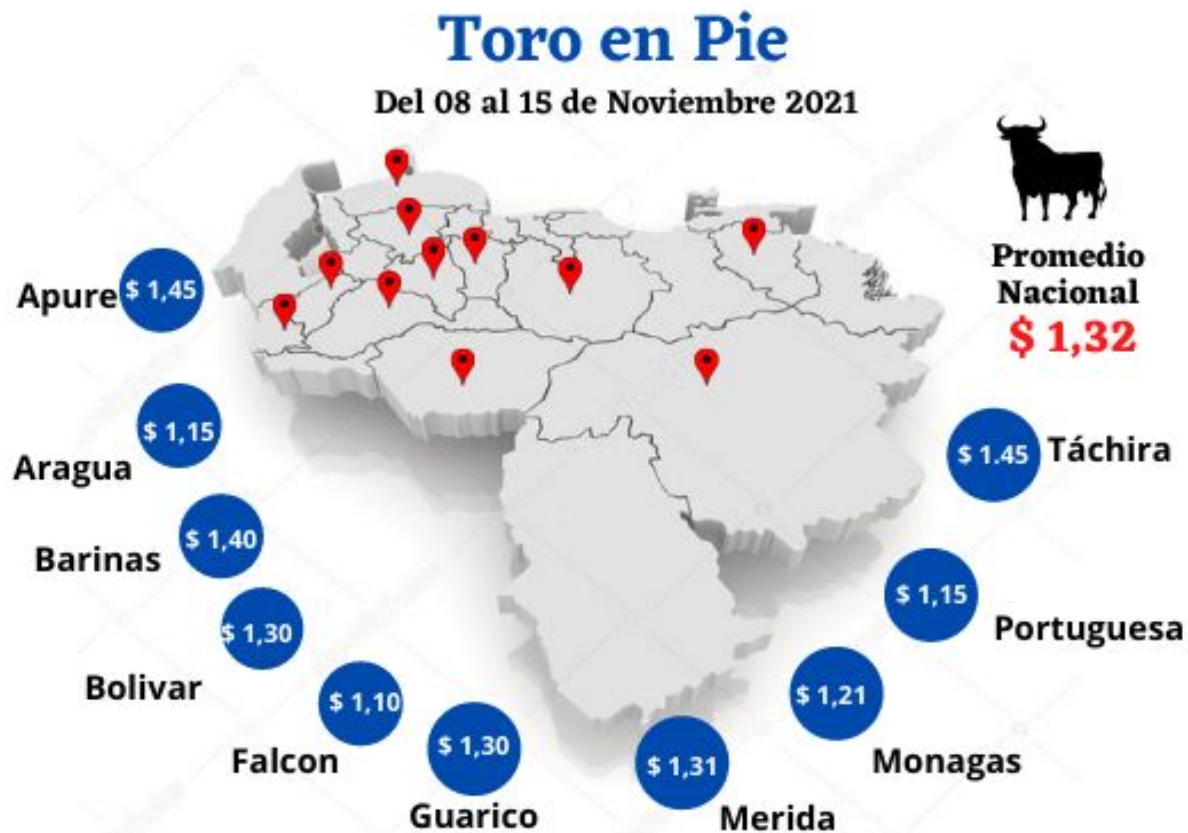 Toro en Pie
Del 08 al 15 de Noviembre 2021
Promedio
Nacional
$ 1,32
Apure $ 1,45
$ 1,15
Aragua
$ 1,40
Barinas
$ 1,30
Bolivar
$ 1,10
Falcon
$ 1,30
Guarico
$ 1,31
Merida
$ 1,21
Monagas
$ 1,15
Portuguesa
$ 1.45 Táchira